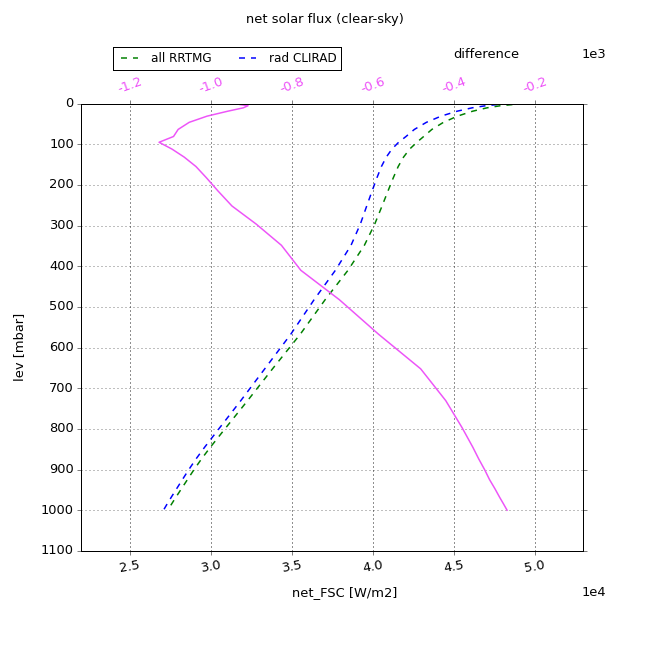 net solar flux (clear-sky)
all RRTMG rad CLIRAD
difference 1e3
-1.2 -1.0 -0.8 -0.6 -0.4 -0.2
0
100
200
300
400
500
600
700
800
900
1000
1100
lev [mbar]
2.5 3.0 3.5 4.0 4.5 5.0
net_FSC [W/m2] 1e4